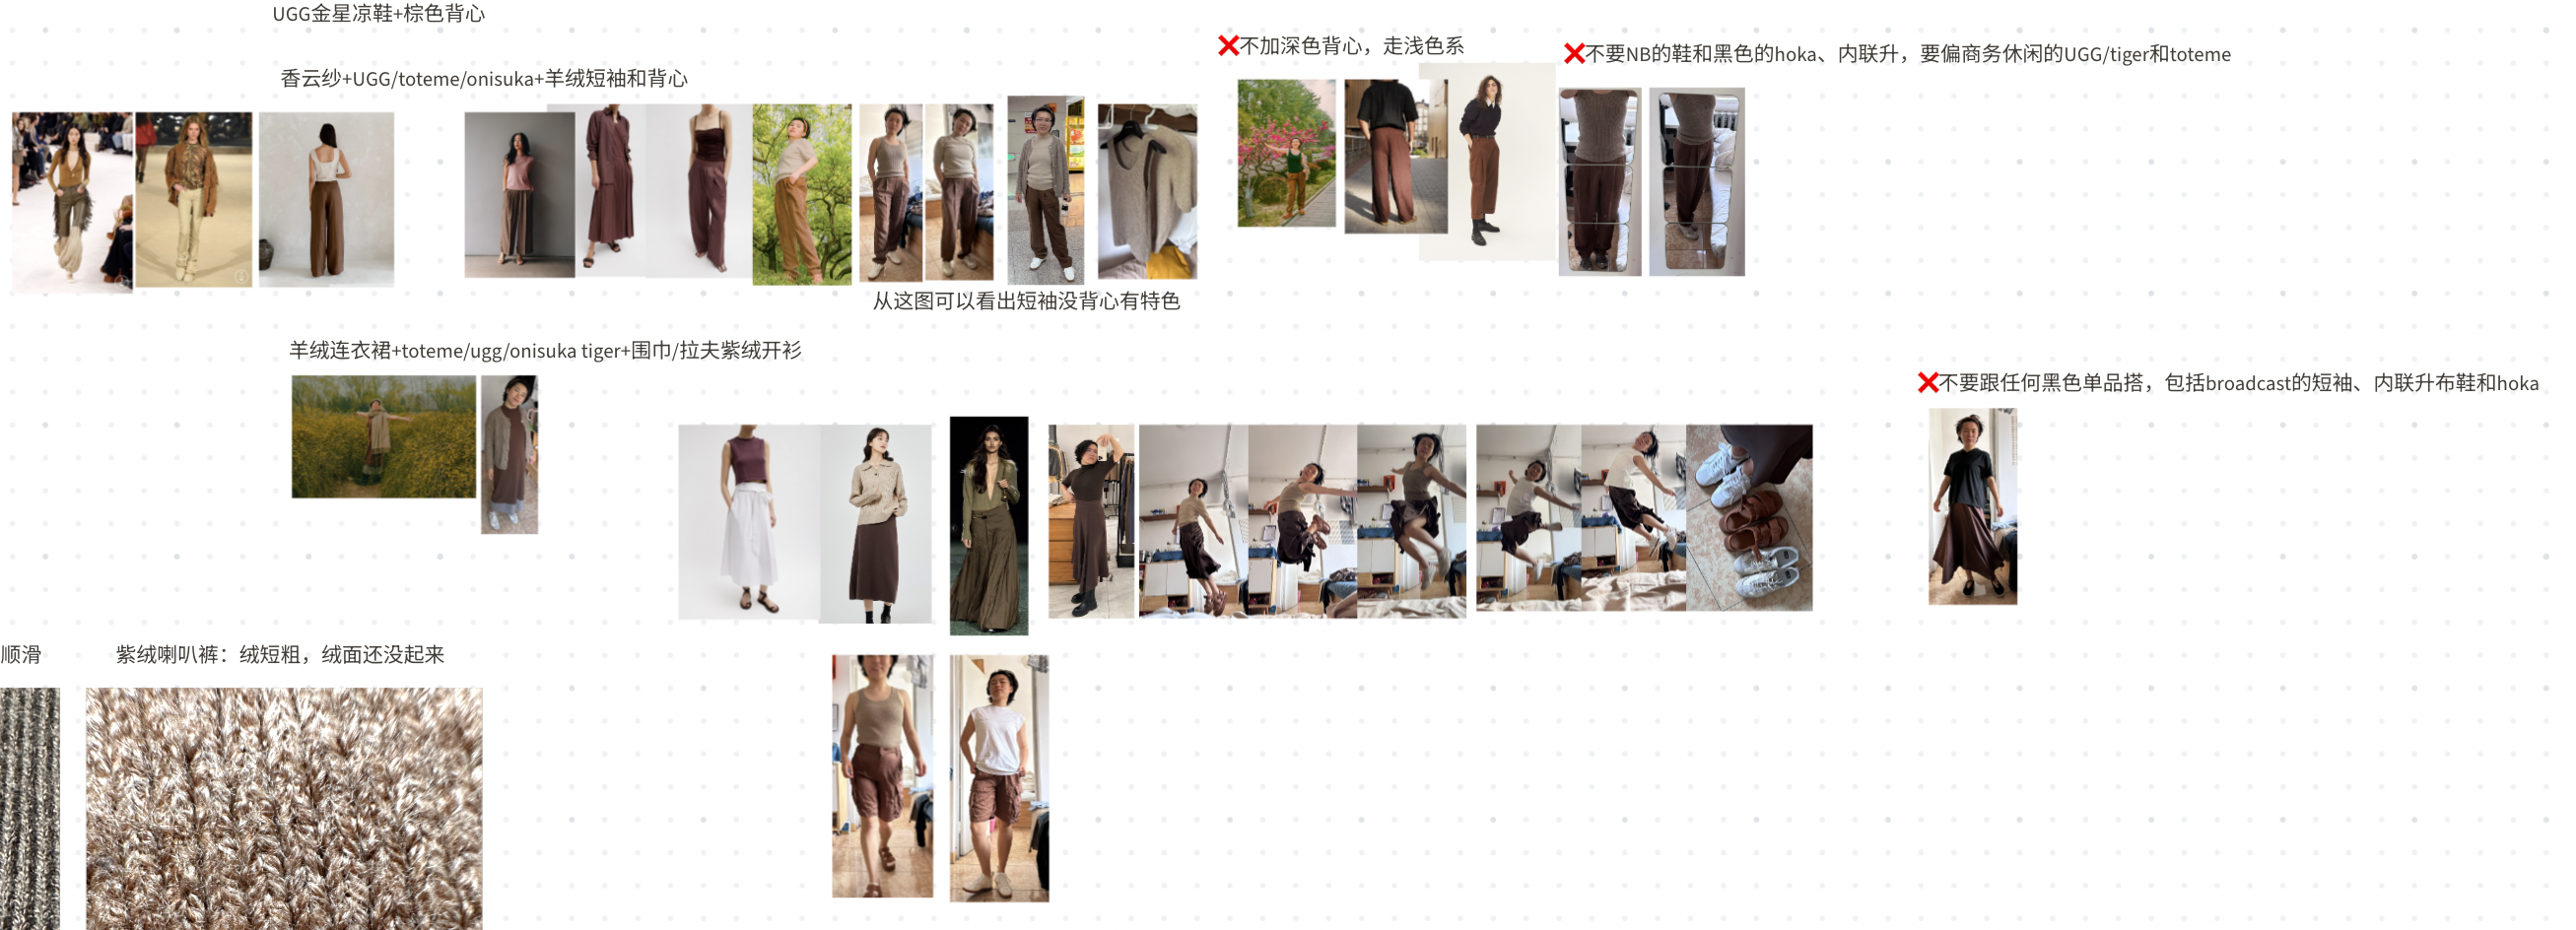 UGG金星凉鞋+棕色背心
❌不加深色背心，走浅色系
❌不要NB的鞋和黑色的hoka、内联升，要偏商务休闲的UGG/tiger和toteme
香云纱+UGG/toteme/onisuka+羊绒短袖和背心
从这图可以看出短袖没背心有特色
羊绒连衣裙+toteme/ugg/onisuka tiger+围巾/拉夫紫绒开衫
❌不要跟任何黑色单品搭，包括broadcast的短袖、内联升布鞋和hoka
顺滑
紫绒喇叭裤：绒短粗，绒面还没起来